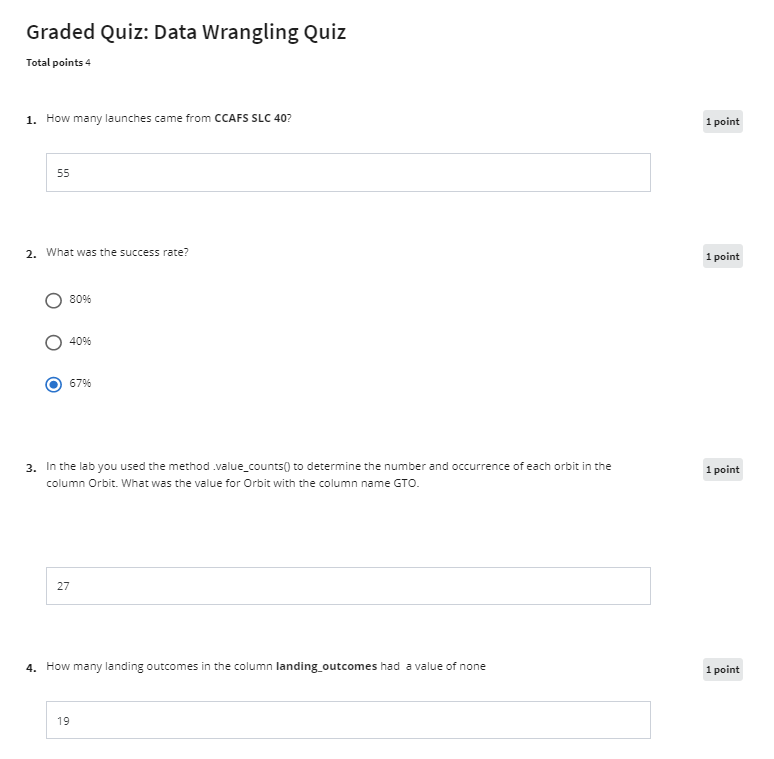 Graded Quiz: Data Wrangling Quiz
Total points 4
1. How many launches came from CCAFS SLC 40?
1 point
55
2. What was the success rate?
1 point
80%
40%
67%
3. In the lab you used the method .value_counts() to determine the number and occurrence of each orbit in the
column Orbit. What was the value for Orbit with the column name GTO.
1 point
27
4. How many landing outcomes in the column landing_outcomes had a value of none
1 point
19